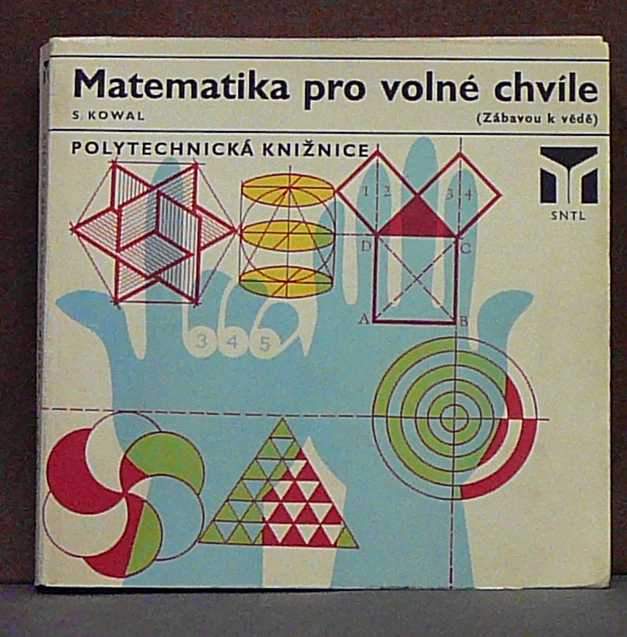 Matematika pro volné chvíle
S. KOWAL
(Zábavou k vědě)
POLYTECHNICKÁ KNIŽNICE
SNTL
1 2 3 4
D C
A B
3 4 5